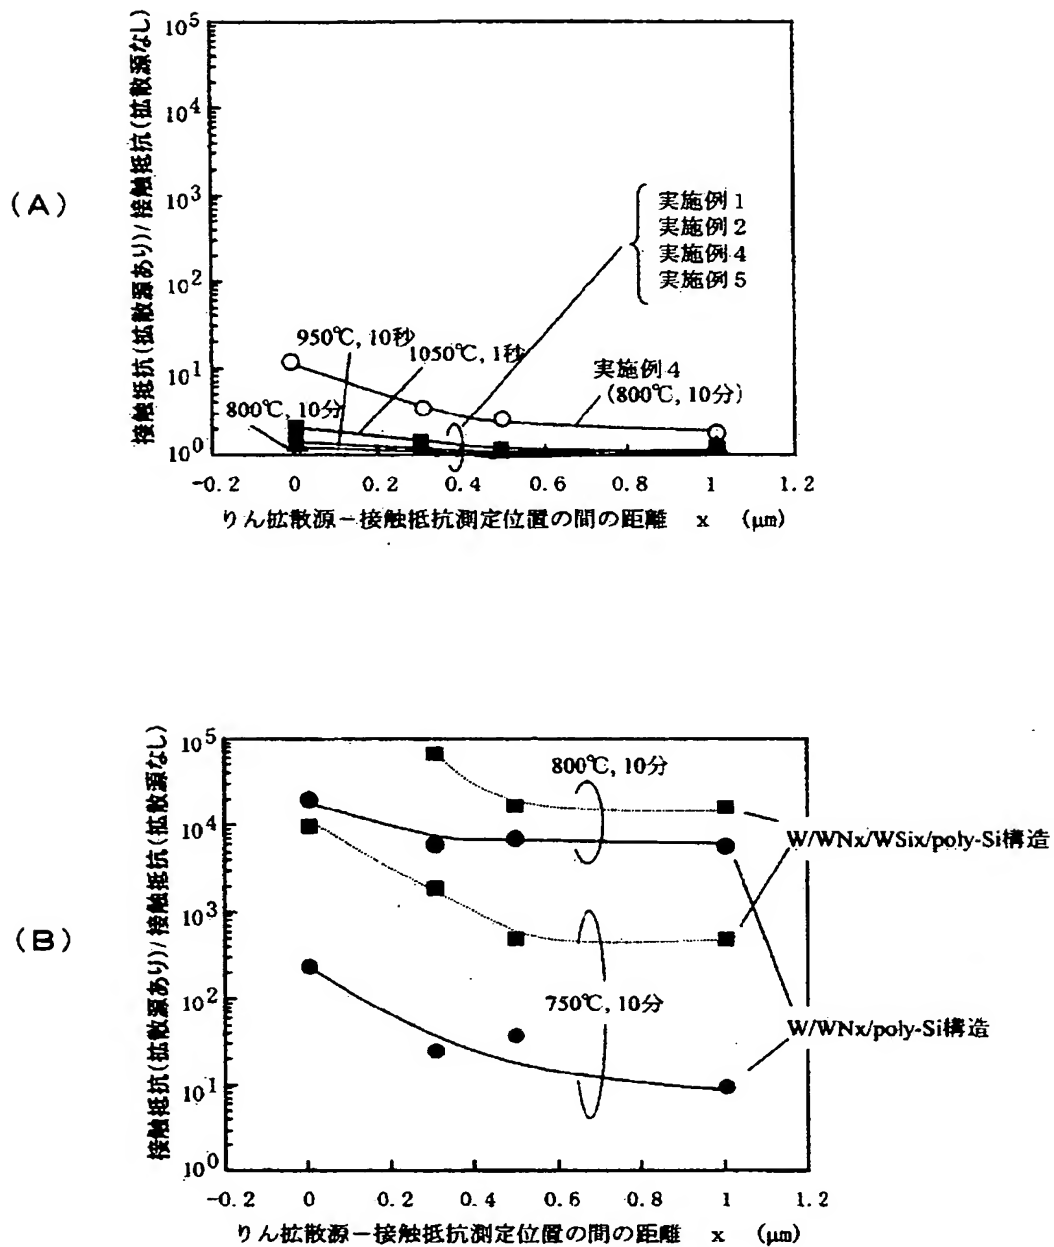 (A)
接触抵抗(拡散源あり)/接触抵抗(拡散源なし)
10⁵
10⁴
10³
10²
10¹
10⁰
実施例1
実施例2
実施例4
実施例5
950℃, 10秒
1050℃, 1秒
800℃, 10分
実施例4
(800℃, 10分)
-0.2 0 0.2 0.4 0.6 0.8 1 1.2
りん拡散源-接触抵抗測定位置の間の距離 x (μm)
(B)
接触抵抗(拡散源あり)/接触抵抗(拡散源なし)
10⁵
10⁴
10³
10²
10¹
10⁰
800℃, 10分
W/WNx/WSix/poly-Si構造
750℃, 10分
W/WNx/poly-Si構造
-0.2 0 0.2 0.4 0.6 0.8 1 1.2
りん拡散源-接触抵抗測定位置の間の距離 x (μm)